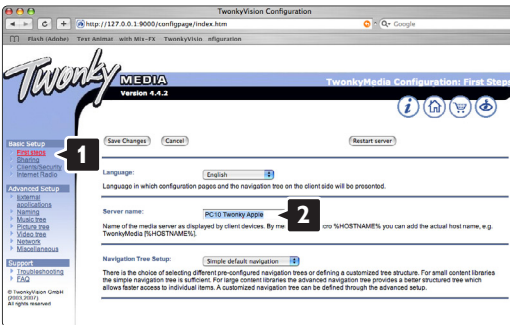 TwonkyVision Configuration
http://127.0.0.1:9000/configpage/index.htm
Google
Flash (Adobe) Text Animat with Mix-FX TwonkyVisio nfiguration
Twonky MEDIA
Version 4.4.2
TwonkyMedia Configuration: First Steps
Save Changes Cancel Restart server
Basic Setup
First steps
Sharing
Clients/Security
Internet Radio
1
Advanced Setup
External
applications
Naming
Music tree
Picture tree
Video tree
Network
Miscellaneous
Support
Troubleshooting
FAQ
© TwonkyVision GmbH
(2003,2007)
All rights reserved
Language: English
Language in which configuration pages and the navigation tree on the client side will be presented.
Server name: PC10 Twonky Apple
2
Name of the media server as displayed by client devices. By me cro %HOSTNAME% you can add the actual host name, e.g.
TwonkyMedia [%HOSTNAME%].
Navigation Tree Setup: Simple default navigation
There is the choice of selecting different pre-configured navigation trees or defining a customized tree structure. For small content libraries
the simple navigation tree is sufficient. For large content libraries the advanced navigation tree provides a better structured tree which
allows faster access to individual items. A customized navigation tree can be defined through the advanced setup.